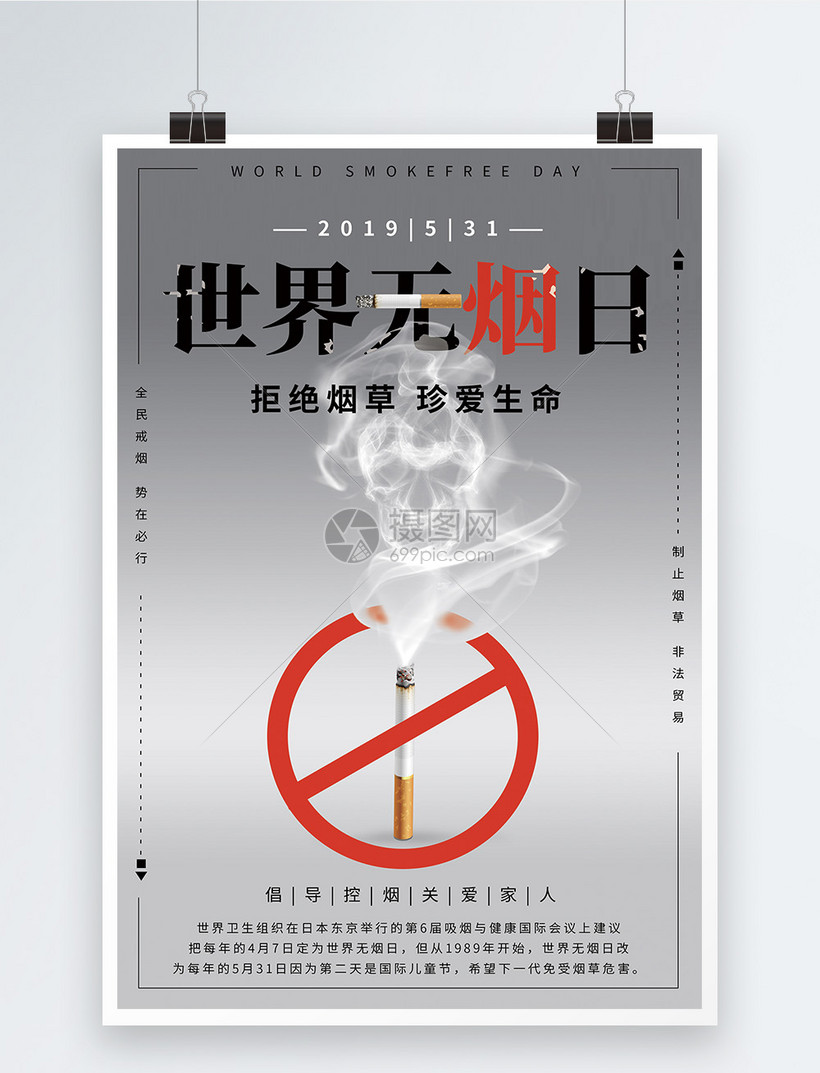 WORLD SMOKEFREE DAY
2019|5|31
世界无烟日
拒绝烟草 珍爱生命
全民戒烟 势在必行
摄图网
699pic.com
制止烟草 非法贸易
倡|导|控|烟|关|爱|家|人
世界卫生组织在日本东京举行的第6届吸烟与健康国际会议上建议
把每年的4月7日定为世界无烟日，但从1989年开始，世界无烟日改
为每年的5月31日因为第二天是国际儿童节，希望下一代免受烟草危害。